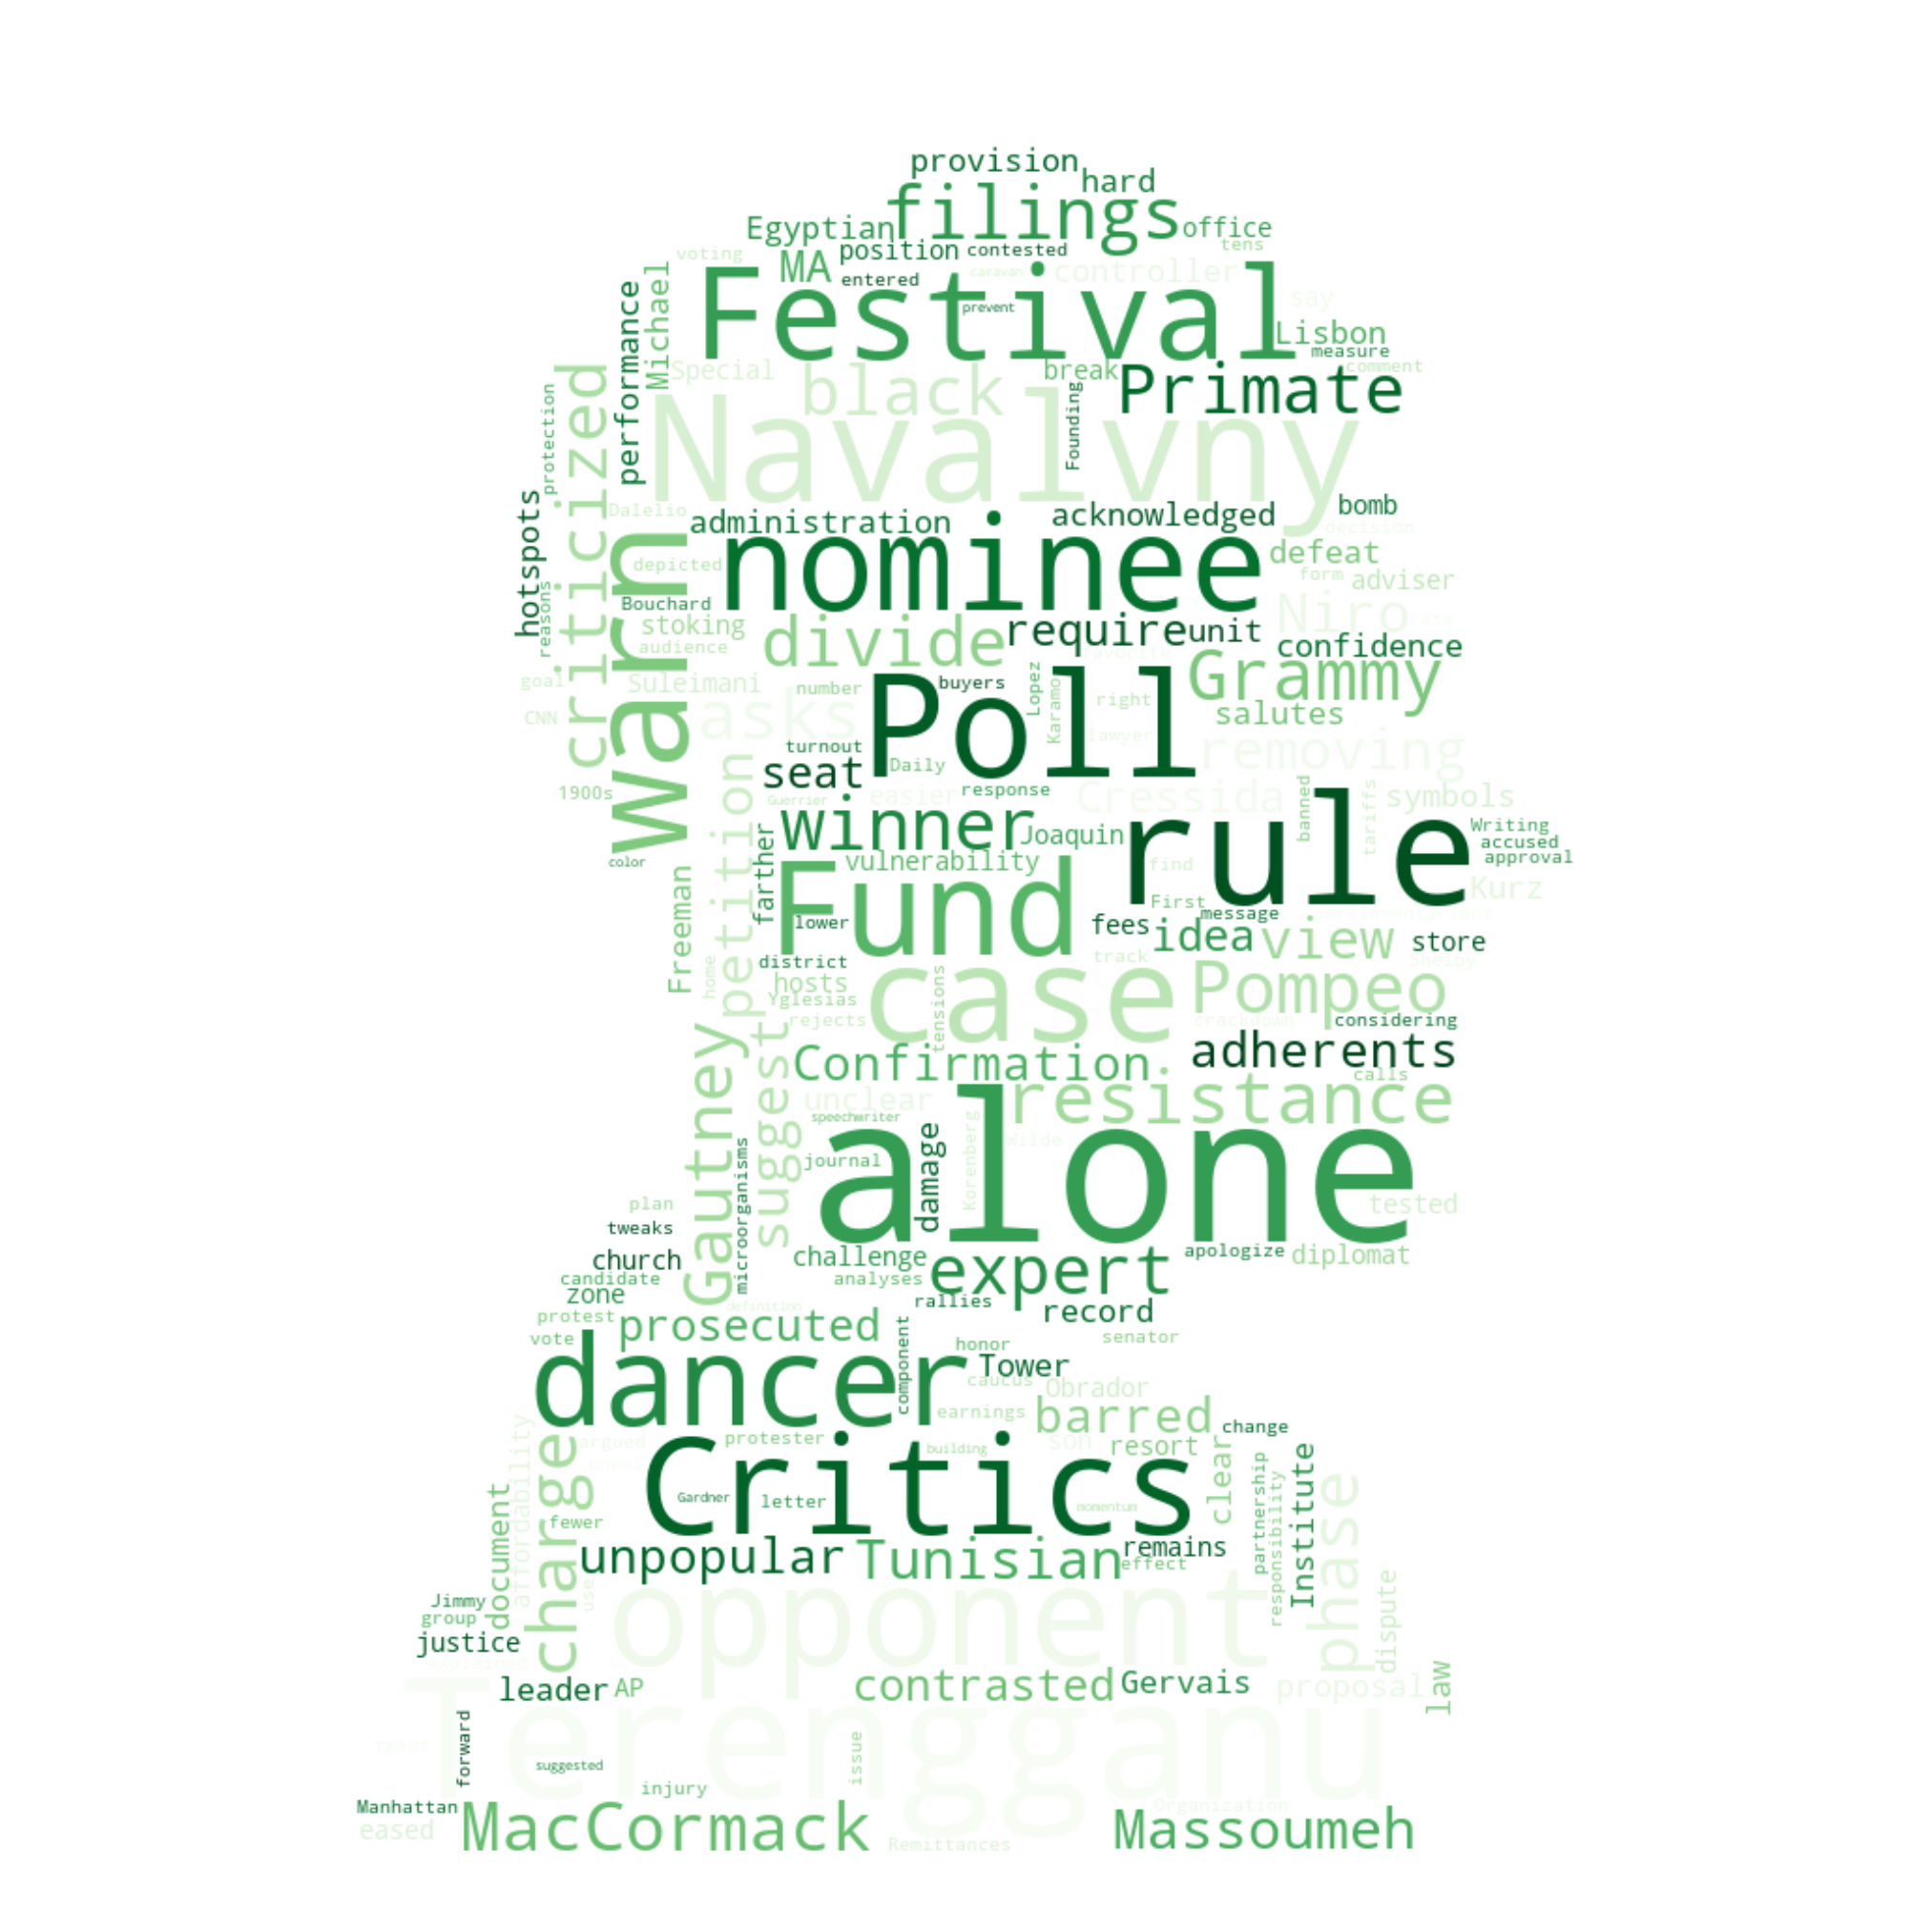 provision
hard
filings
Egyptian
office
position
contested
tens
voting
MA
entered
caravan
controller
Festival
prevent
say
Michael
performance
Lisbon
measure
comment
Special
black
break
Primate
criticized
protection
Founding
Navalvny
hotspots
Dalelio
administration
acknowledged
bomb
decision
Warn
nominee
defeat
depicted
form
adviser
reasons
Bouchard
stoking
audience
divide
require
unit
Niro
confidence
goal
Suleimani
number
buyers
Lopez
Karamo
right
Grammy
CNN
asks
Poll
salutes
lawyer
turnout
seat
Daily
removing
1900s
petition
Guerrier
easier
response
Cressida
banned
tariffs
symbols
winner
Joaquin
rule
Writing
accused
approval
color
farther
vulnerability
find
Freeman
Fund
Kurz
First
message
lower
fees
idea
view
store
district
track
Shelby
home
hosts
Yglesias
tensions
case
Pompeo
rejects
crackdown
considering
Gautney
suggest
Confirmation
adherents
calls
unclear
resistance
speechwriter
Korenberg
Wilde
damage
journal
alone
microorganisms
plan
tested
tweaks
church
challenge
apologize
diplomat
candidate
analyses
expert
zone
rallies
definition
record
protest
prosecuted
vote
component
honor
senator
dancer
Tower
caucus
Obrador
earnings
barred
change
affordability
charge
argued
protester
building
son
resort
clear
Critics
Gardner
letter
momentum
partnership
responsibility
Institute
phase
document
fewer
unpopular
Tunisian
remains
effect
use
opponent
dispute
Jimmy
group
justice
law
leader
AP
contrasted
Gervais
proposal
Terengganu
forward
tweet
suggested
issue
injury
Manhattan
MacCormack
Organization
Massoumeh
eased
Remittances